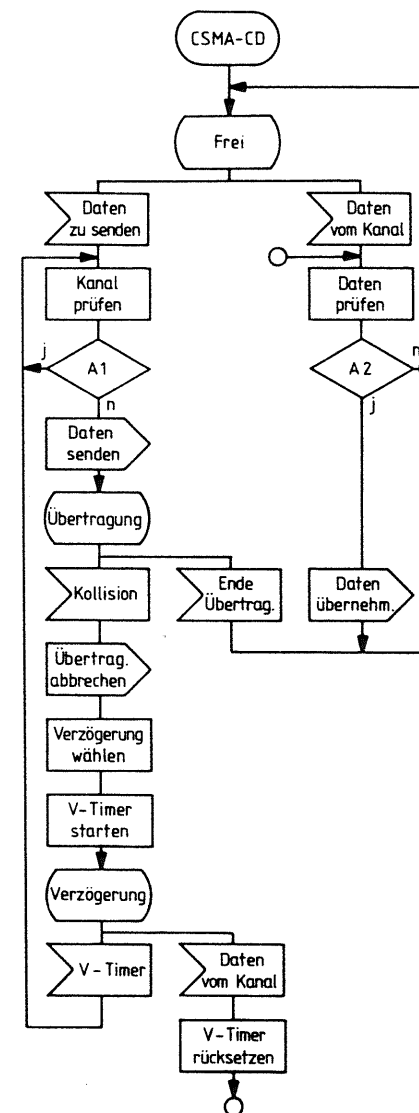 CSMA-CD
Frei
Daten
zu senden
Daten
vom Kanal
Kanal
prüfen
Daten
prüfen
j
A1
n
A2
n
j
Daten
senden
Übertragung
Kollision
Ende
Übertrag.
Daten
übernehm.
Übertrag.
abbrechen
Verzögerung
wählen
V-Timer
starten
Verzögerung
V-Timer
Daten
vom Kanal
V-Timer
rücksetzen